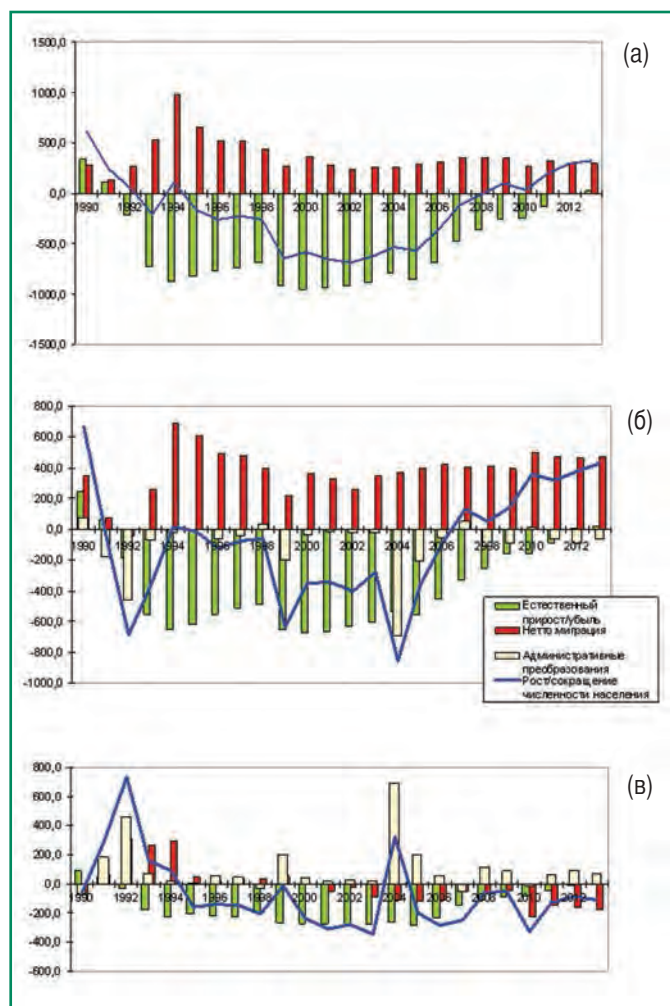 (а)
1500,0
1000,0
500,0
0,0
-500,0
-1000,0
-1500,0
1990 1992 1994 1996 1998 2000 2002 2004 2006 2008 2010 2012
(б)
800,0
600,0
400,0
200,0
0,0
-200,0
-400,0
-600,0
-800,0
-1000,0
1990 1992 1994 1996 1998 2000 2002 2004 2006 2008 2010 2012
Естественный
прирост/убыль
Нетто миграция
Административные
преобразования
Рост/сокращение
численности населения
(в)
800,0
600,0
400,0
200,0
0,0
-200,0
-400,0
-600,0
1990 1992 1994 1996 1998 2000 2002 2004 2006 2008 2010 2012